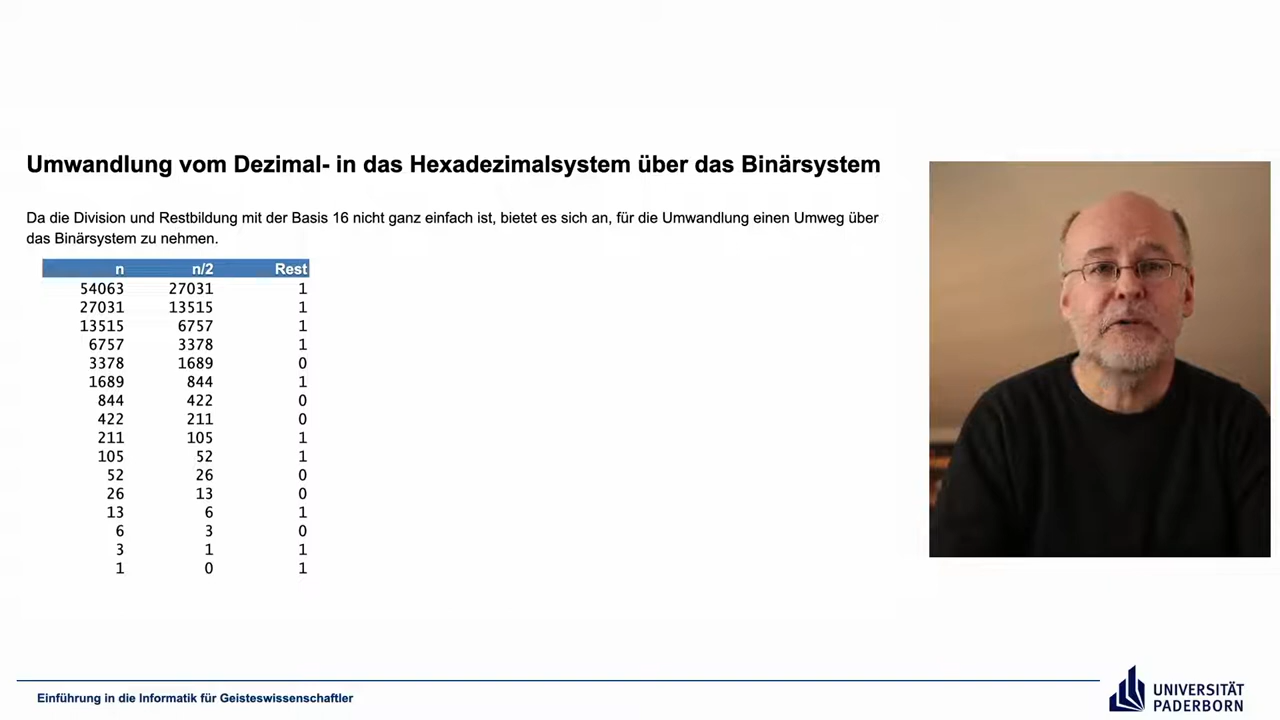 Umwandlung vom Dezimal- in das Hexadezimalsystem über das Binärsystem
Da die Division und Restbildung mit der Basis 16 nicht ganz einfach ist, bietet es sich an, für die Umwandlung einen Umweg über
das Binärsystem zu nehmen.
n n/2 Rest
54063 27031 1
27031 13515 1
13515 6757 1
6757 3378 1
3378 1689 0
1689 844 1
844 422 0
422 211 0
211 105 1
105 52 1
52 26 0
26 13 0
13 6 1
6 3 0
3 1 1
1 0 1
Einführung in die Informatik für Geisteswissenschaftler
UNIVERSITÄT
PADERBORN